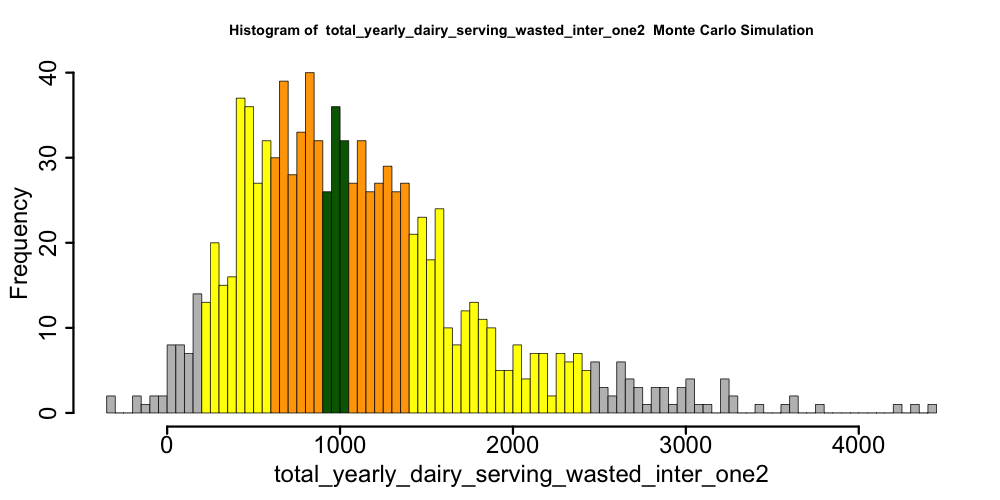 Histogram of  total_yearly_dairy_serving_wasted_inter_one2  Monte Carlo Simulation
Frequency
40
30
20
10
0
0 1000 2000 3000 4000
total_yearly_dairy_serving_wasted_inter_one2